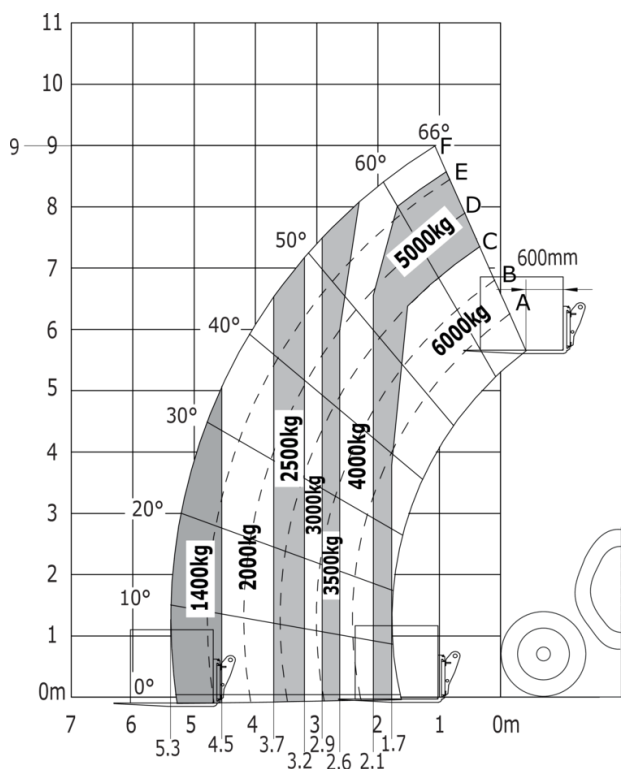 11
10
9
9
66°
F
60°
E
8
D
50°
5000kg
C
7
600mm
B
6000kg
A
6
40°
5
30°
4
2500kg
4000kg
3000kg
3
20°
3500kg
2
2000kg
1400kg
10°
1
0m
0°
7 6 5 4 3 2 1 0m
5.3 4.5 3.7 2.9 1.7
3.2 2.6 2.1